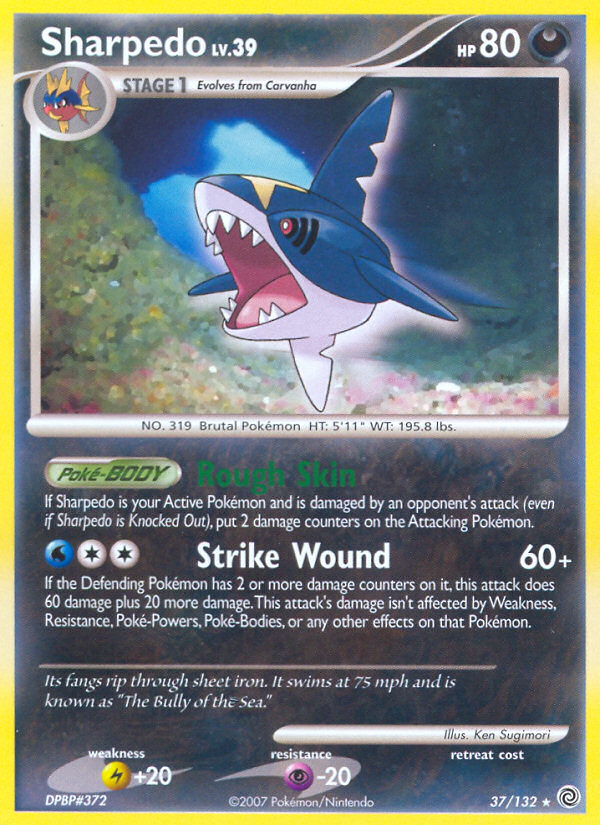 Sharpedo LV.39 HP 80
STAGE 1 Evolves from Carvanha
NO. 319 Brutal Pokémon HT: 5'11" WT: 195.8 lbs.
Poké-BODY Rough Skin
If Sharpedo is your Active Pokémon and is damaged by an opponent's attack (even
if Sharpedo is Knocked Out), put 2 damage counters on the Attacking Pokémon.
Strike Wound 60+
If the Defending Pokémon has 2 or more damage counters on it, this attack does
60 damage plus 20 more damage. This attack's damage isn't affected by Weakness,
Resistance, Poké-Powers, Poké-Bodies, or any other effects on that Pokémon.
Its fangs rip through sheet iron. It swims at 75 mph and is
known as "The Bully of the Sea."
Illus. Ken Sugimori
weakness resistance retreat cost
+20 -20
DPBP#372 ©2007 Pokémon/Nintendo 37/132 ★